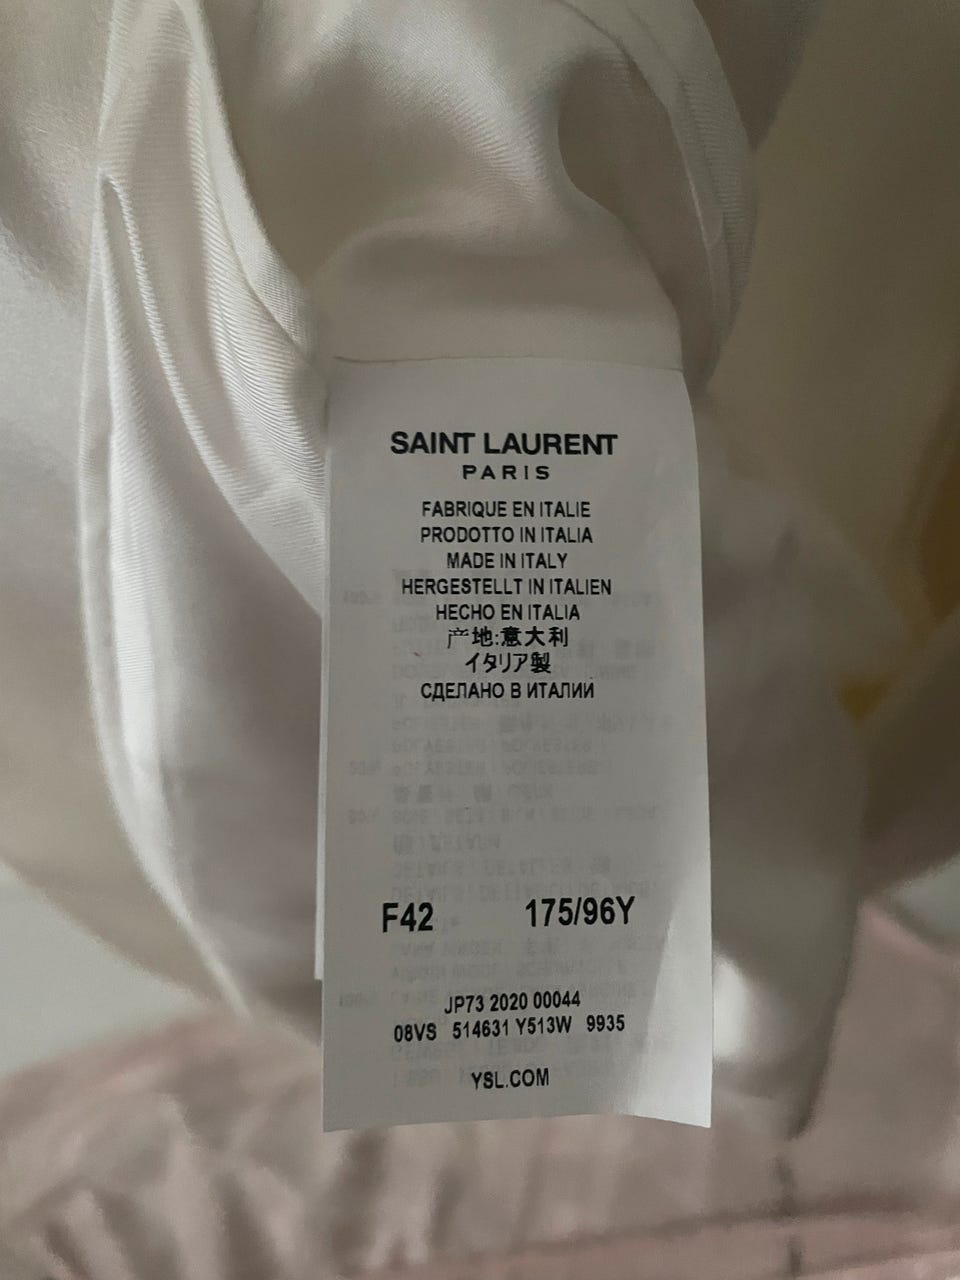 SAINT LAURENT
PARIS
FABRIQUE EN ITALIE
PRODOTTO IN ITALIA
MADE IN ITALY
HERGESTELLT IN ITALIEN
HECHO EN ITALIA
产地:意大利
イタリア製
СДЕЛАНО В ИТАЛИИ
F42 175/96Y
JP73 2020 00044
08VS 514631 Y513W 9935
YSL.COM